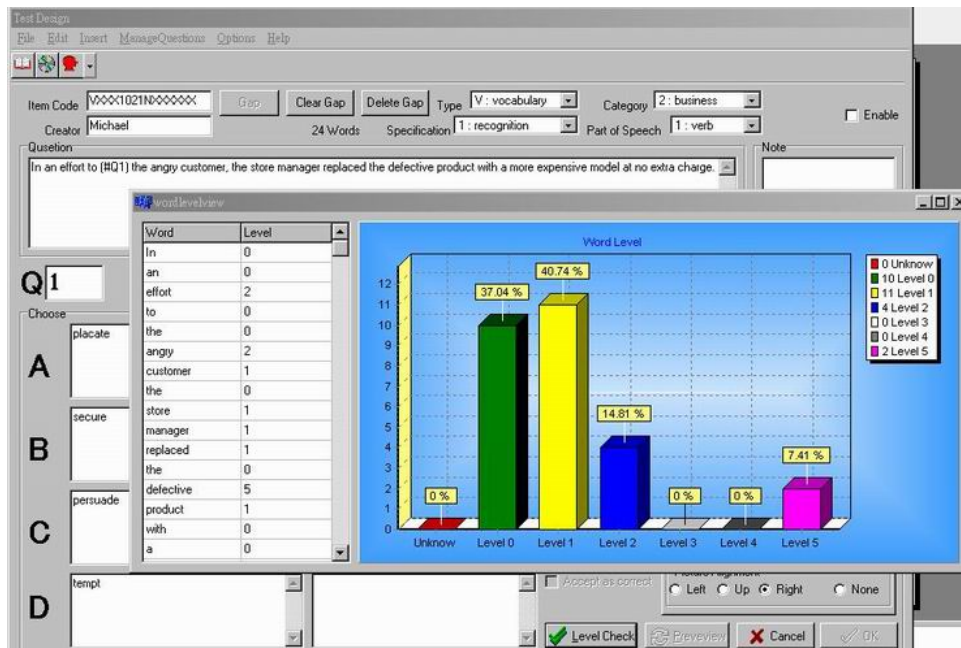 Test Design
File Edit Insert ManageQuestions Options Help
Item Code VXXX1021NXXXXXX Gap Clear Gap Delete Gap Type V : vocabulary Category 2 : business Enable
Creator Michael 24 Words Specification 1 : recognition Part of Speech 1 : verb
Qusetion Note
In an effort to (#Q1) the angry customer, the store manager replaced the defective product with a more expensive model at no extra charge.
wordlevelview
Word Level
In 0
an 0
effort 2
to 0
the 0
angry 2
customer 1
the 0
store 1
manager 1
replaced 1
the 0
defective 5
product 1
with 0
a 0
Word Level
12
11
10
9
8
7
6
5
4
3
2
1
0
0 %
37.04 %
40.74 %
14.81 %
0 %
0 %
7.41 %
Unknow Level 0 Level 1 Level 2 Level 3 Level 4 Level 5
0 Unknow
10 Level 0
11 Level 1
4 Level 2
0 Level 3
0 Level 4
2 Level 5
Q 1
Choose
A placate
B secure
C persuade
D tempt
Accept as correct
Left Up Right None
Level Check Preveview Cancel OK